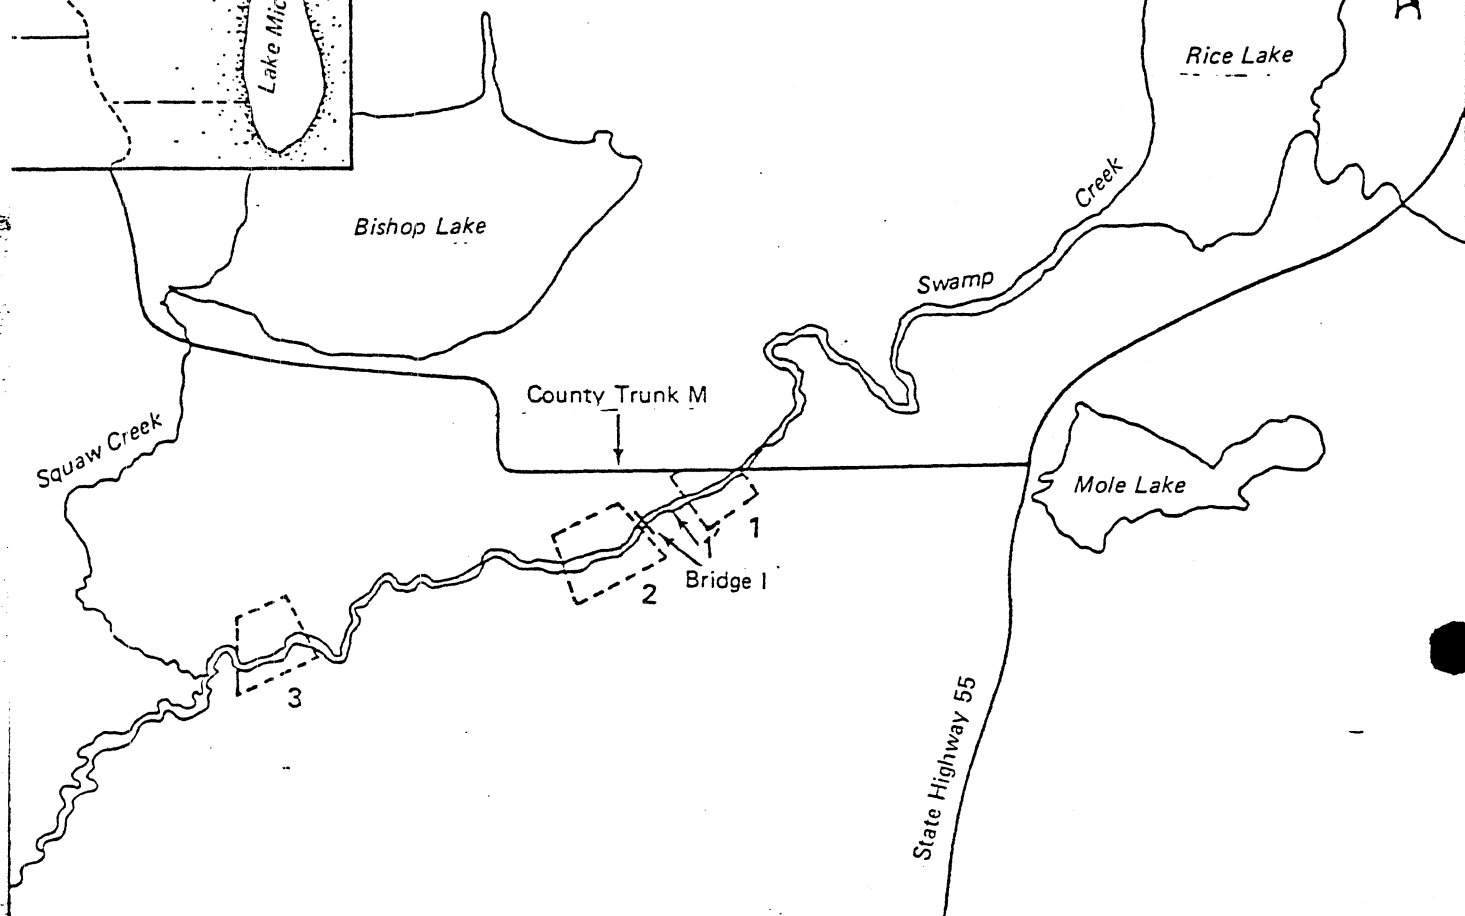 Lake Mic
Rice Lake
Creek
Bishop Lake
Swamp
County Trunk M
Squaw Creek
Mole Lake
1
Bridge 1
2
3
State Highway 55